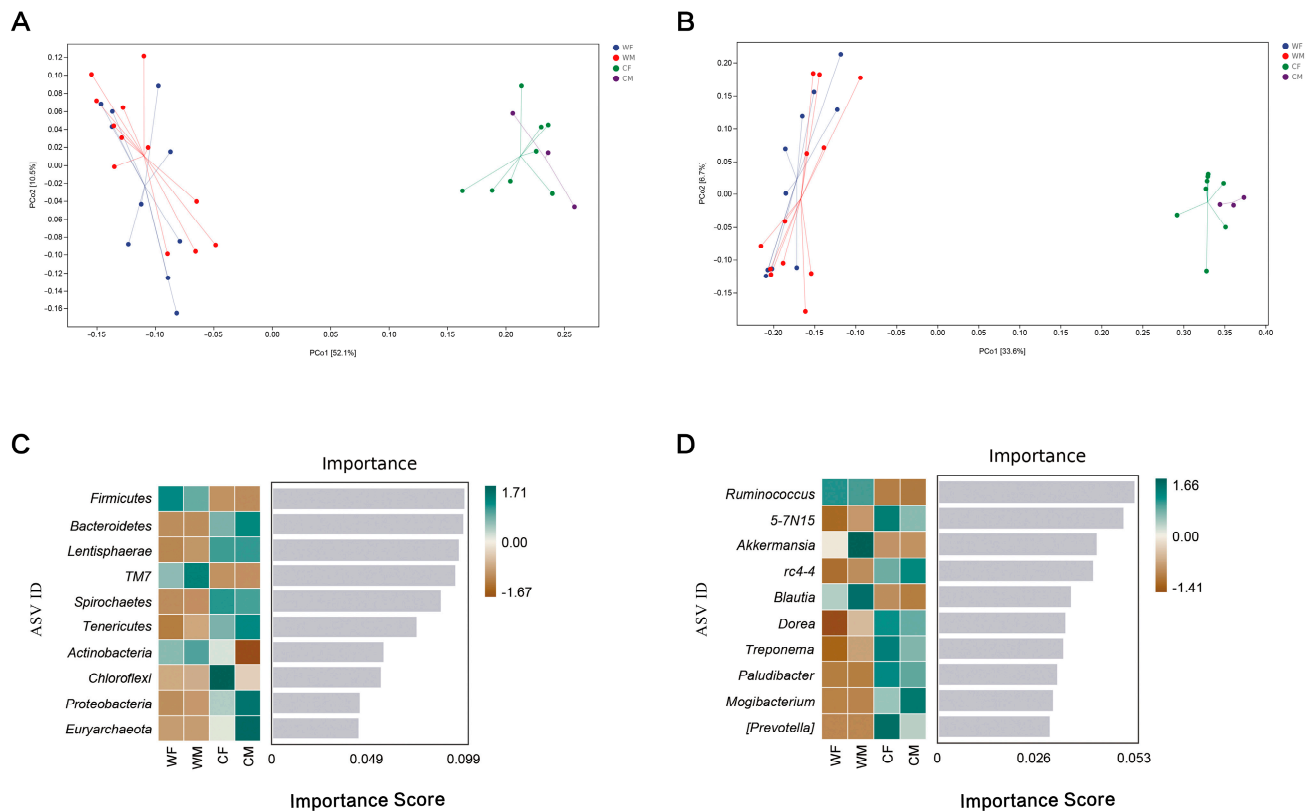 A
WF
WM
CF
CM
0.12
0.10
0.08
0.06
0.04
0.02
0.00
−0.02
−0.04
−0.06
−0.08
−0.10
−0.12
−0.14
−0.16
PCo2 [10.5%]
−0.15
−0.10
−0.05
0.00
0.05
0.10
0.15
0.20
0.25
PCo1 [52.1%]
B
WF
WM
CF
CM
0.20
0.15
0.10
0.05
0.00
−0.05
−0.10
−0.15
PCo2 [6.7%]
−0.20
−0.15
−0.10
−0.05
0.00
0.05
0.10
0.15
0.20
0.25
0.30
0.35
0.40
PCo1 [33.6%]
C
Importance
ASV ID
Firmicutes
Bacteroidetes
Lentisphaerae
TM7
Spirochaetes
Tenericutes
Actinobacteria
Chloroflexi
Proteobacteria
Euryarchaeota
WF
WM
CF
CM
1.71
0.00
-1.67
0
0.049
0.099
Importance Score
D
Importance
ASV ID
Ruminococcus
5-7N15
Akkermansia
rc4-4
Blautia
Dorea
Treponema
Paludibacter
Mogibacterium
[Prevotella]
WF
WM
CF
CM
1.66
0.00
-1.41
0
0.026
0.053
Importance Score